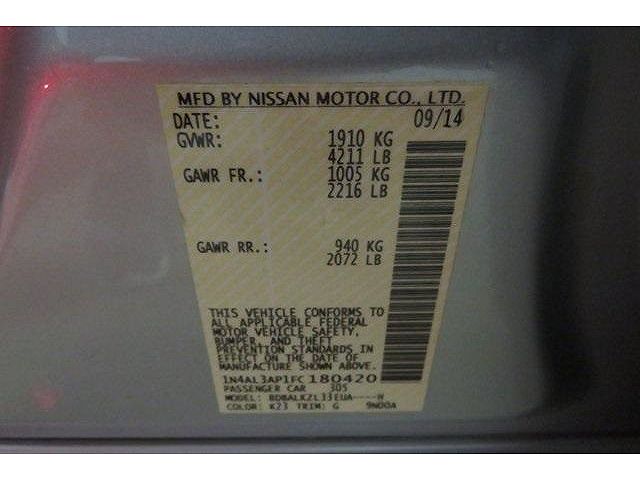 MFD BY NISSAN MOTOR CO., LTD.
DATE: 09/14
GVWR: 1910 KG
4211 LB
GAWR FR.: 1005 KG
2216 LB
GAWR RR.: 940 KG
2072 LB
THIS VEHICLE CONFORMS TO
ALL APPLICABLE FEDERAL
MOTOR VEHICLE SAFETY,
BUMPER, AND THEFT
PREVENTION STANDARDS IN
EFFECT ON THE DATE OF
MANUFACTURE SHOWN ABOVE.
1N4AL3AP1FC180420
PASSENGER CAR 305
MODEL:
COLOR: K23 TRIM: G